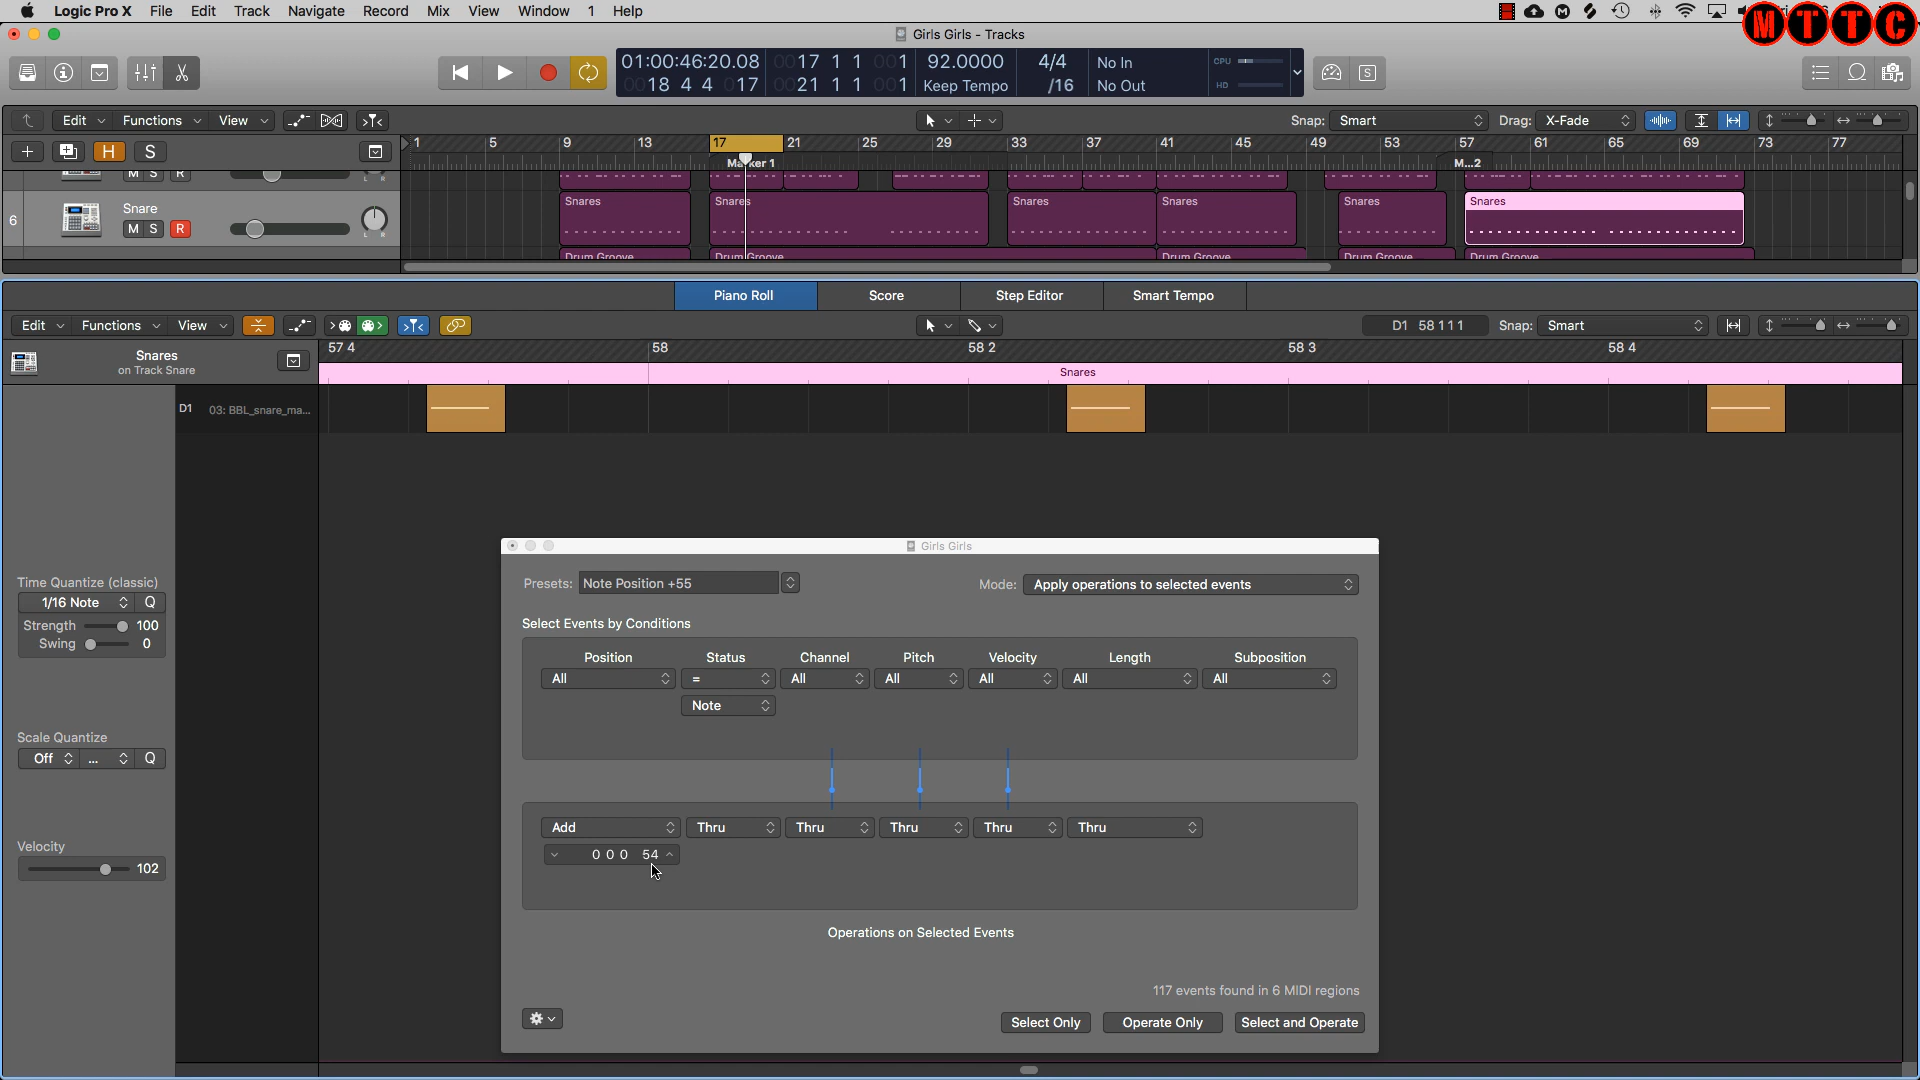 Logic Pro X File Edit Track Navigate Record Mix View Window 1 Help
MTTC
Girls Girls - Tracks
01:00:46:20.08 0017 1 1 001 92.0000 4/4 No In CPU
0018 4 4 017 0021 1 1 001 Keep Tempo /16 No Out HD
S
Edit Functions View Snap: Smart Drag: X-Fade
1 5 9 13 17 21 25 29 33 37 41 45 49 53 57 61 65 69 73 77
H S
Marker 1 M...2
M S R L R
6 Snare Snares Snares Snares Snares Snares Snares
M S R L R
Drum Groove Drum Groove Drum Groove Drum Groove Drum Groove
Piano Roll Score Step Editor Smart Tempo
Edit Functions View D1 58 1 1 1 Snap: Smart
57 4 58 58 2 58 3 58 4
Snares
on Track Snare
Snares
D1 03: BBL_snare_ma...
Girls Girls
Presets: Note Position +55 Mode: Apply operations to selected events
Time Quantize (classic)
1/16 Note Q
Strength 100
Swing 0
Select Events by Conditions
Position Status Channel Pitch Velocity Length Subposition
All = All All All All All
Note
Scale Quantize
Off ... Q
Add Thru Thru Thru Thru Thru
0 0 0 54
Velocity
102
Operations on Selected Events
117 events found in 6 MIDI regions
Select Only Operate Only Select and Operate